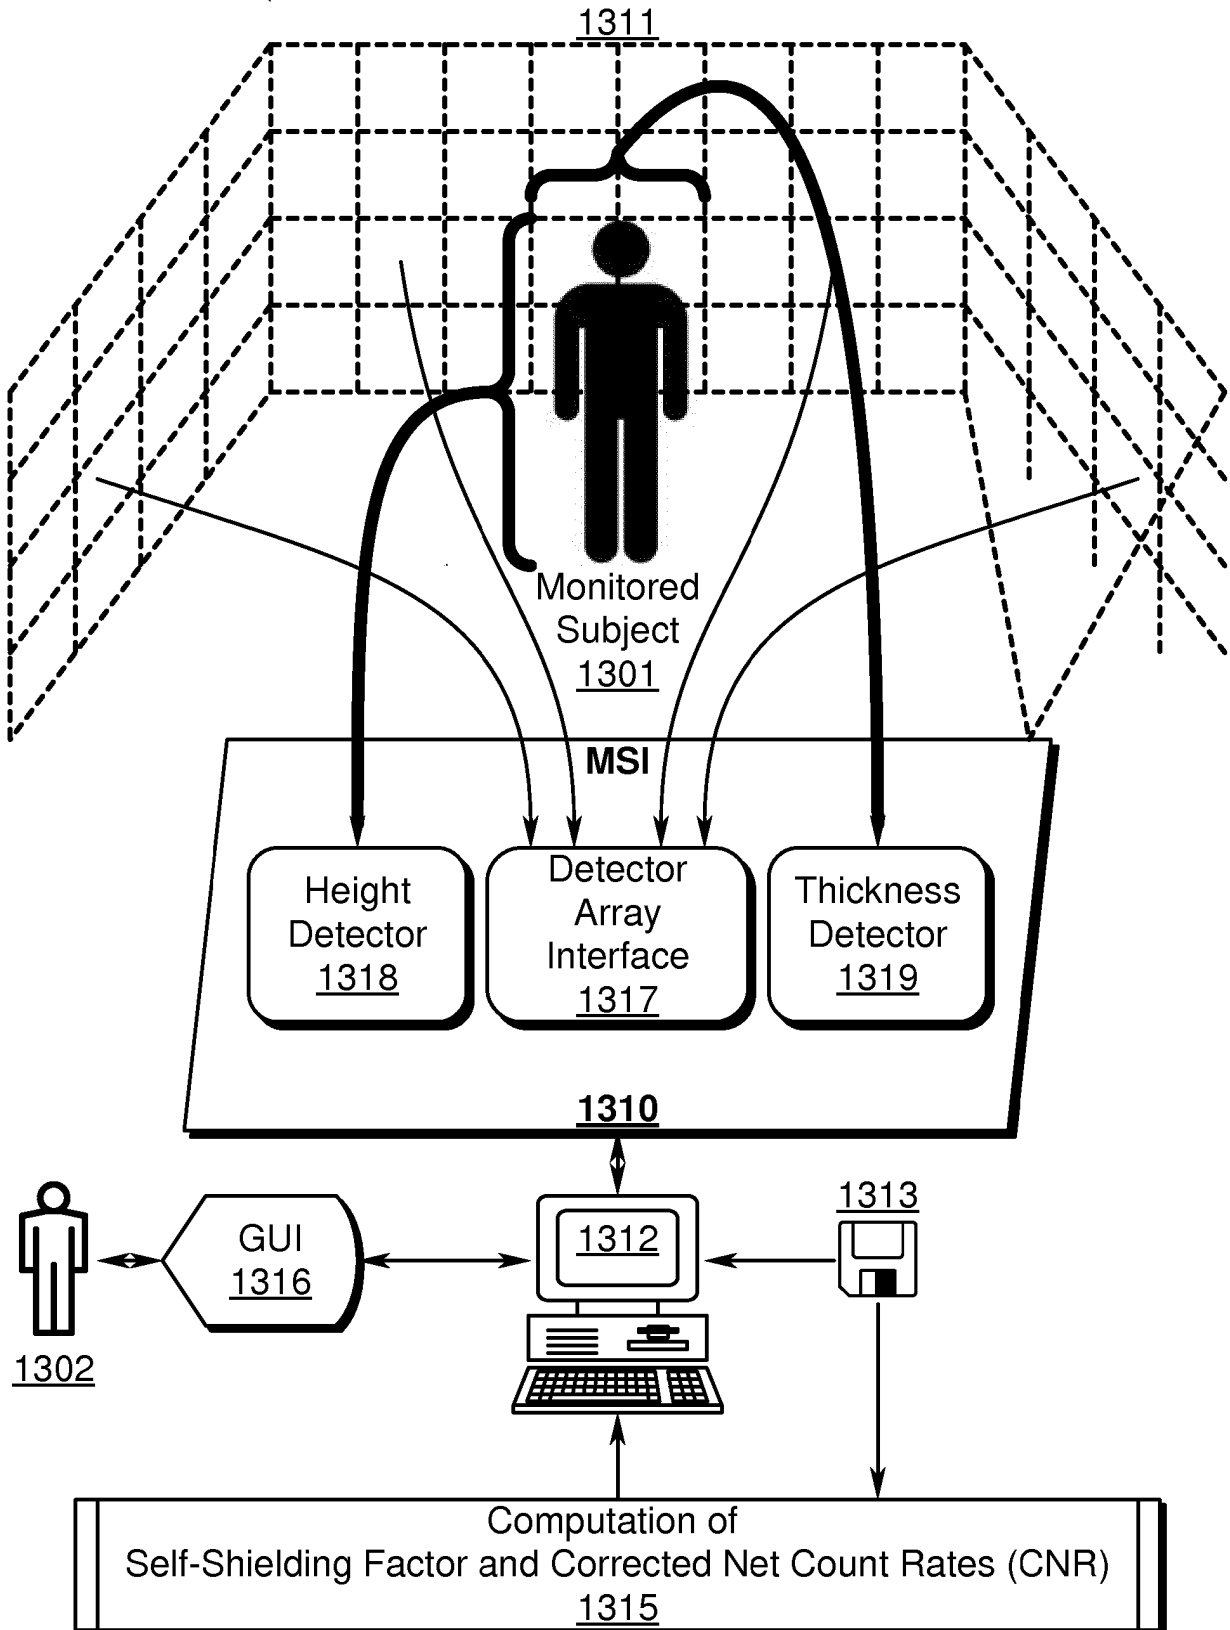 1311
Monitored
Subject
1301
MSI
Height
Detector
1318
Detector
Array
Interface
1317
Thickness
Detector
1319
1310
1302
GUI
1316
1312
1313
Computation of
Self-Shielding Factor and Corrected Net Count Rates (CNR)
1315